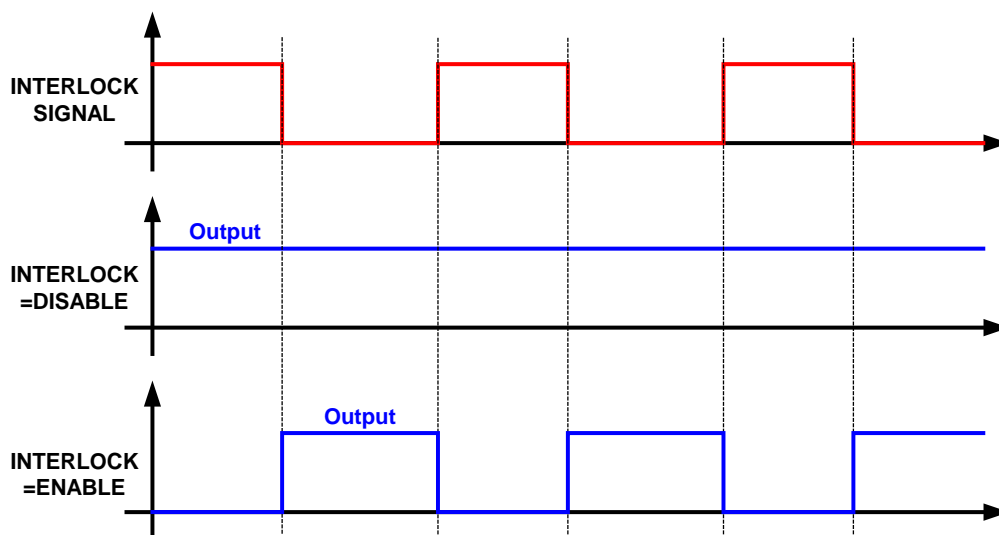 INTERLOCK
SIGNAL
Output
INTERLOCK
=DISABLE
Output
INTERLOCK
=ENABLE